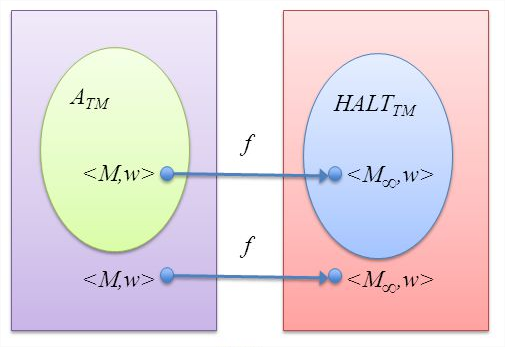 A_TM
HALT_TM
f
<M,w>
<M_∞,w>
f
<M,w>
<M_∞,w>